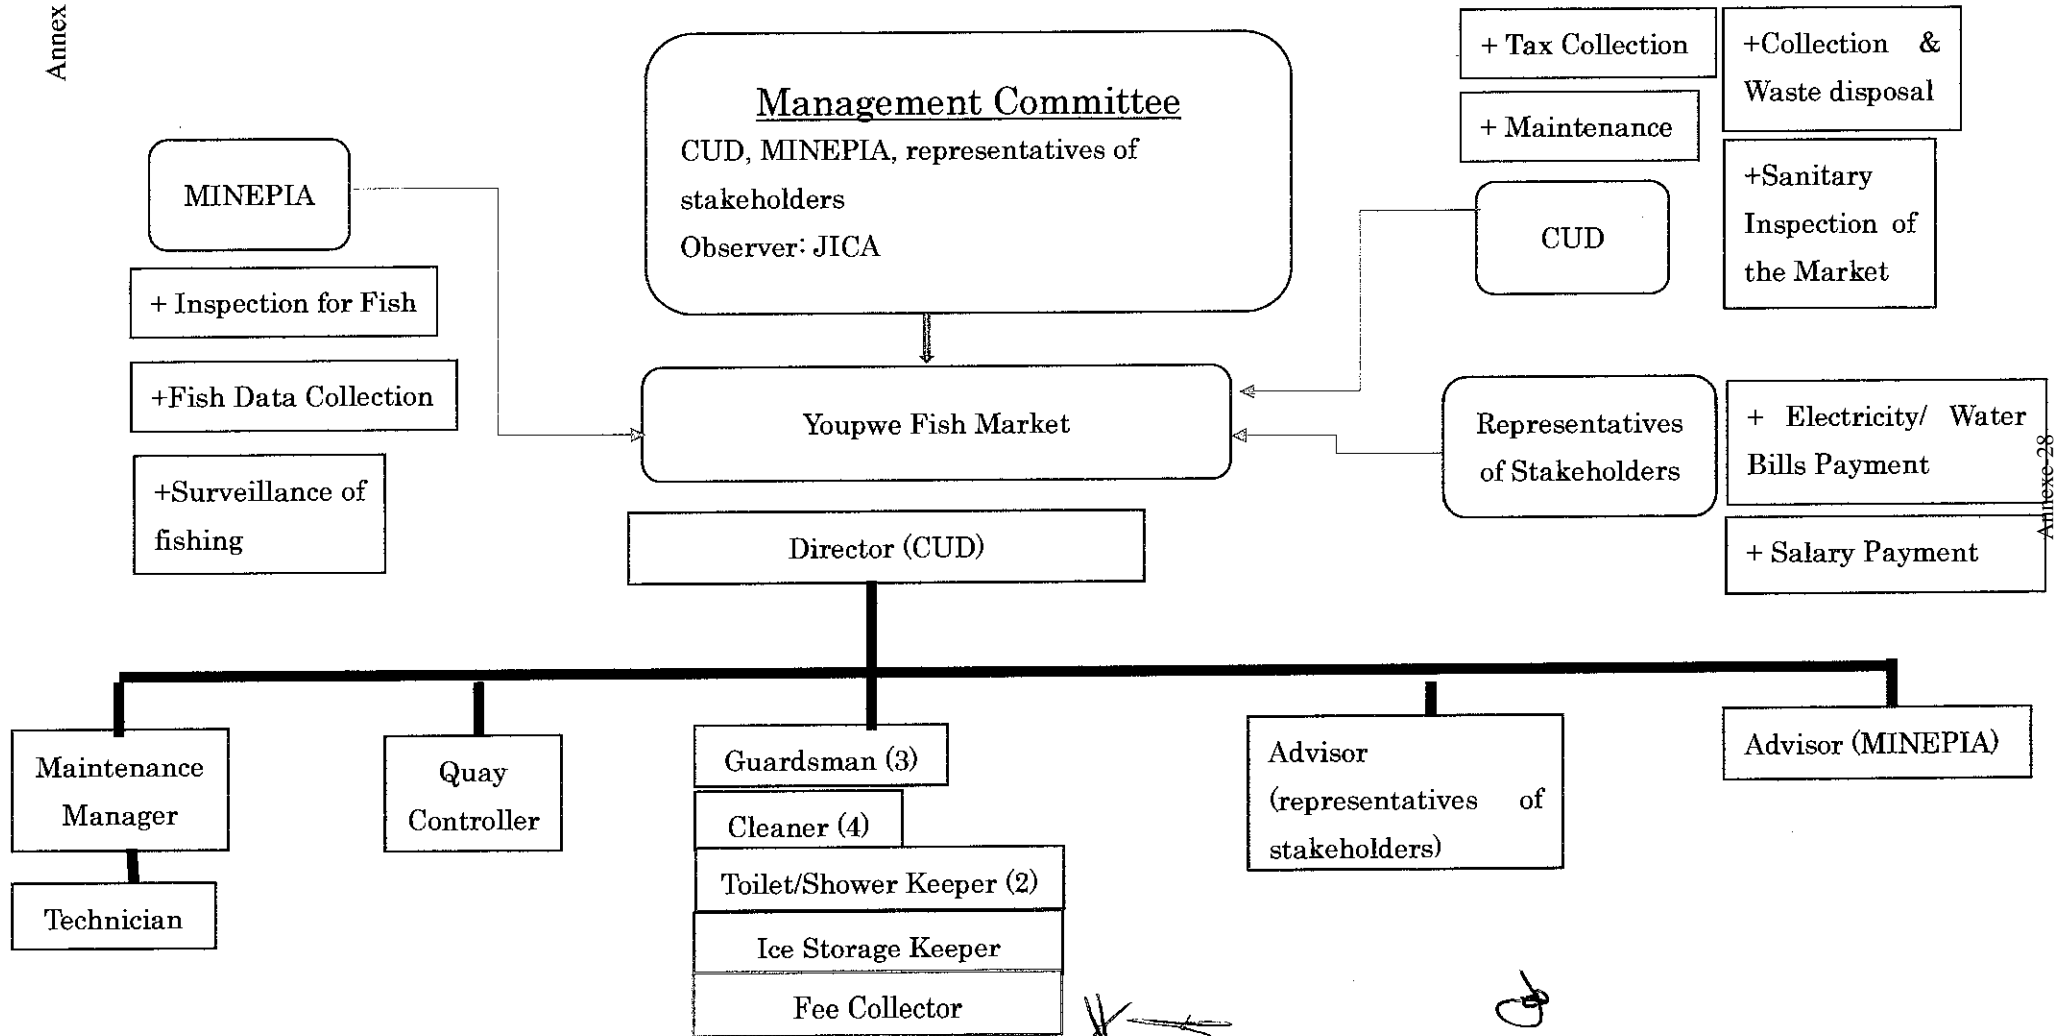 Annex
Management Committee
CUD, MINEPIA, representatives of
stakeholders
Observer: JICA
MINEPIA
+ Inspection for Fish
+Fish Data Collection
+Surveillance of
fishing
+ Tax Collection
+ Maintenance
+Collection &
Waste disposal
+Sanitary
Inspection of
the Market
CUD
Youpwe Fish Market
Representatives
of Stakeholders
+ Electricity/ Water
Bills Payment
+ Salary Payment
Annexe-28
Director (CUD)
Maintenance
Manager
Technician
Quay
Controller
Guardsman (3)
Cleaner (4)
Toilet/Shower Keeper (2)
Ice Storage Keeper
Fee Collector
Advisor
(representatives of
stakeholders)
Advisor (MINEPIA)